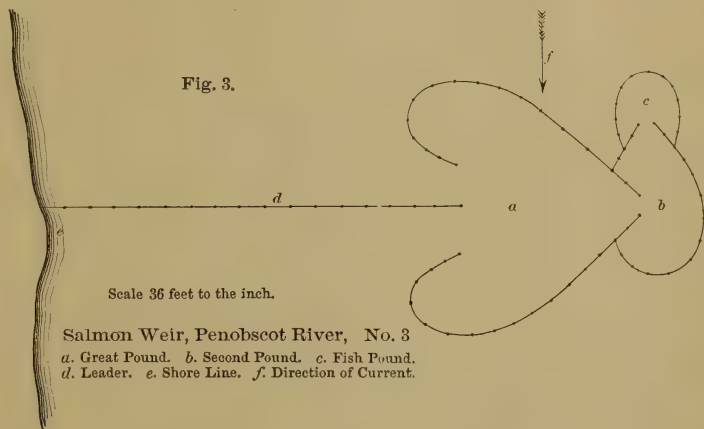 f
Fig. 3.
c
d
a
b
e
Scale 36 feet to the inch.
Salmon Weir, Penobscot River, No. 3
a. Great Pound. b. Second Pound. c. Fish Pound.
d. Leader. e. Shore Line. f. Direction of Current.